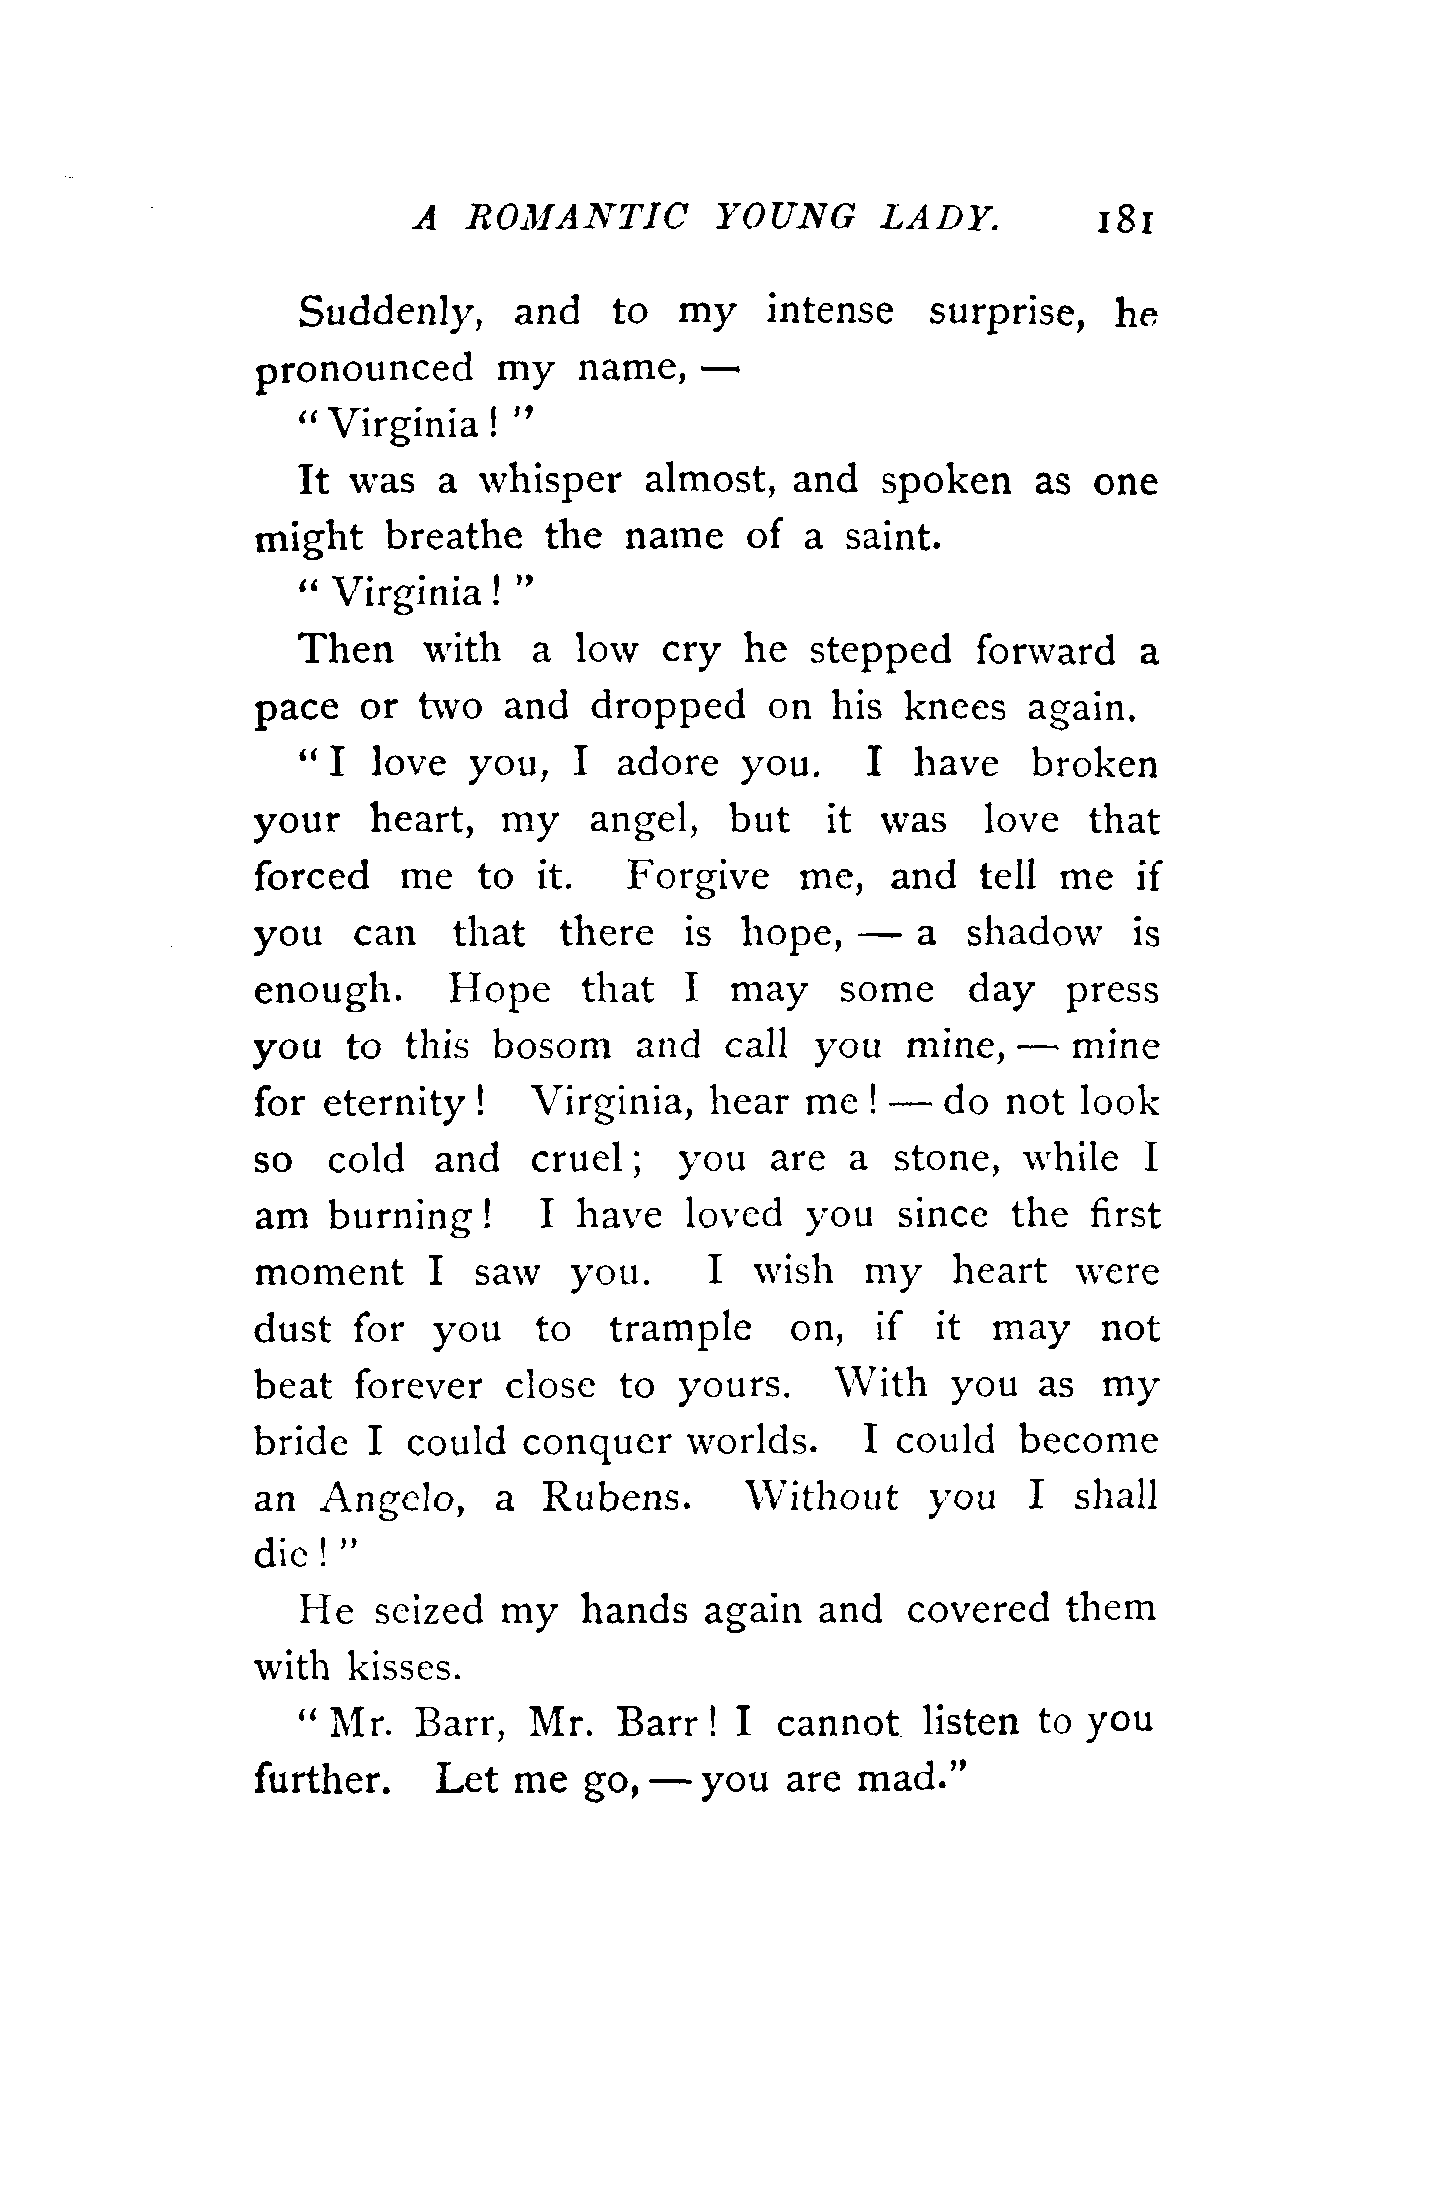 A ROMANTIC YOUNG LADY. 181
Suddenly, and to my intense surprise, he
pronounced my name, —
“ Virginia ! ”
It was a whisper almost, and spoken as one
might breathe the name of a saint.
“ Virginia ! ”
Then with a low cry he stepped forward a
pace or two and dropped on his knees again.
“ I love you, I adore you. I have broken
your heart, my angel, but it was love that
forced me to it. Forgive me, and tell me if
you can that there is hope, — a shadow is
enough. Hope that I may some day press
you to this bosom and call you mine, — mine
for eternity ! Virginia, hear me ! — do not look
so cold and cruel ; you are a stone, while I
am burning ! I have loved you since the first
moment I saw you. I wish my heart were
dust for you to trample on, if it may not
beat forever close to yours. With you as my
bride I could conquer worlds. I could become
an Angelo, a Rubens. Without you I shall
die ! ”
He seized my hands again and covered them
with kisses.
“ Mr. Barr, Mr. Barr ! I cannot listen to you
further. Let me go, — you are mad.”